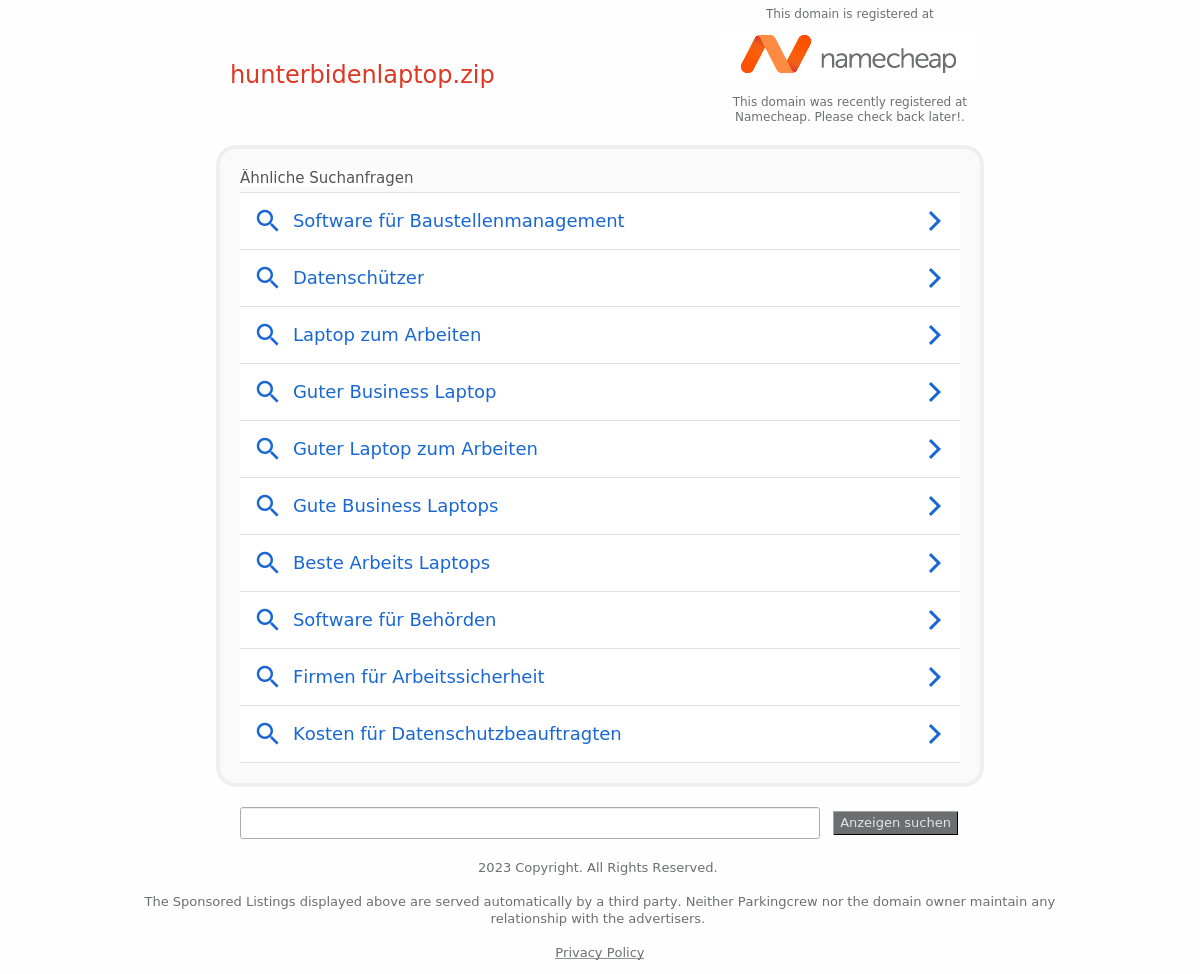 This domain is registered at
namecheap
hunterbidenlaptop.zip
This domain was recently registered at
Namecheap. Please check back later!.
Ähnliche Suchanfragen
Software für Baustellenmanagement
Datenschützer
Laptop zum Arbeiten
Guter Business Laptop
Guter Laptop zum Arbeiten
Gute Business Laptops
Beste Arbeits Laptops
Software für Behörden
Firmen für Arbeitssicherheit
Kosten für Datenschutzbeauftragten
Anzeigen suchen
2023 Copyright. All Rights Reserved.
The Sponsored Listings displayed above are served automatically by a third party. Neither Parkingcrew nor the domain owner maintain any
relationship with the advertisers.
Privacy Policy